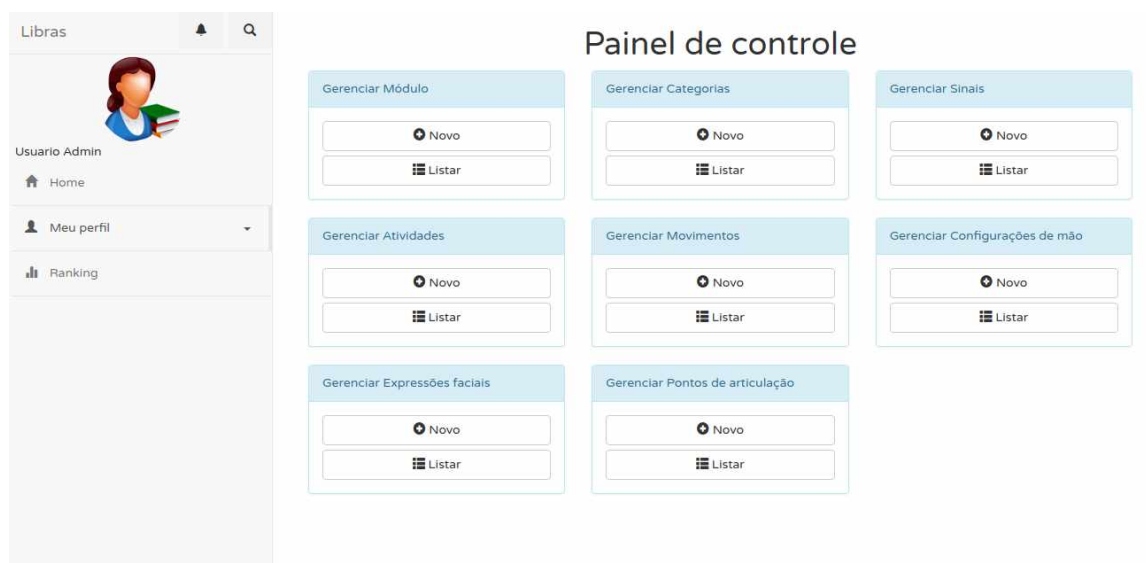 Libras
Usuario Admin
Home
Meu perfil
Ranking
Painel de controle
Gerenciar Módulo
Novo
Listar
Gerenciar Categorias
Novo
Listar
Gerenciar Sinais
Novo
Listar
Gerenciar Atividades
Novo
Listar
Gerenciar Movimentos
Novo
Listar
Gerenciar Configurações de mão
Novo
Listar
Gerenciar Expressões faciais
Novo
Listar
Gerenciar Pontos de articulação
Novo
Listar